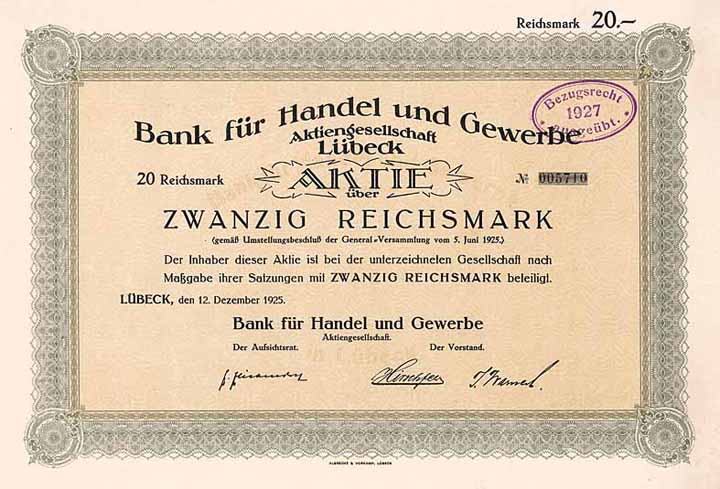 Reichsmark 20.—
Bank für Handel und Gewerbe
Aktiengesellschaft
Lübeck
Bezugsrecht
1927
ausgeübt.
20 Reichsmark
AKTIE
über
№ 005710
ZWANZIG REICHSMARK
(gemäß Umstellungsbeschluß der General-Versammlung vom 5. Juni 1925.)
Der Inhaber dieser Aktie ist bei der unterzeichneten Gesellschaft nach
Maßgabe ihrer Satzungen mit ZWANZIG REICHSMARK beteiligt.
LÜBECK, den 12. Dezember 1925.
Bank für Handel und Gewerbe
Aktiengesellschaft.
Der Aufsichtsrat. Der Vorstand.
LÜBECK